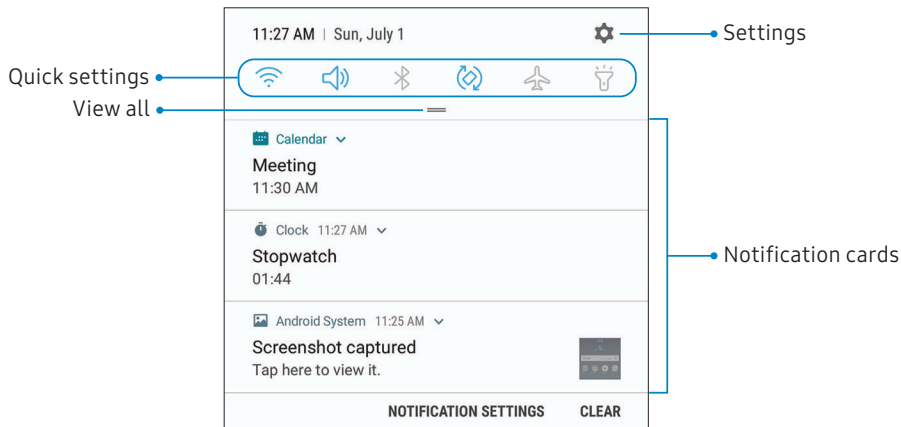 11:27 AM | Sun, July 1
Settings
Quick settings
View all
Calendar
Meeting
11:30 AM
Clock 11:27 AM
Stopwatch
01:44
Notification cards
Android System 11:25 AM
Screenshot captured
Tap here to view it.
NOTIFICATION SETTINGS CLEAR